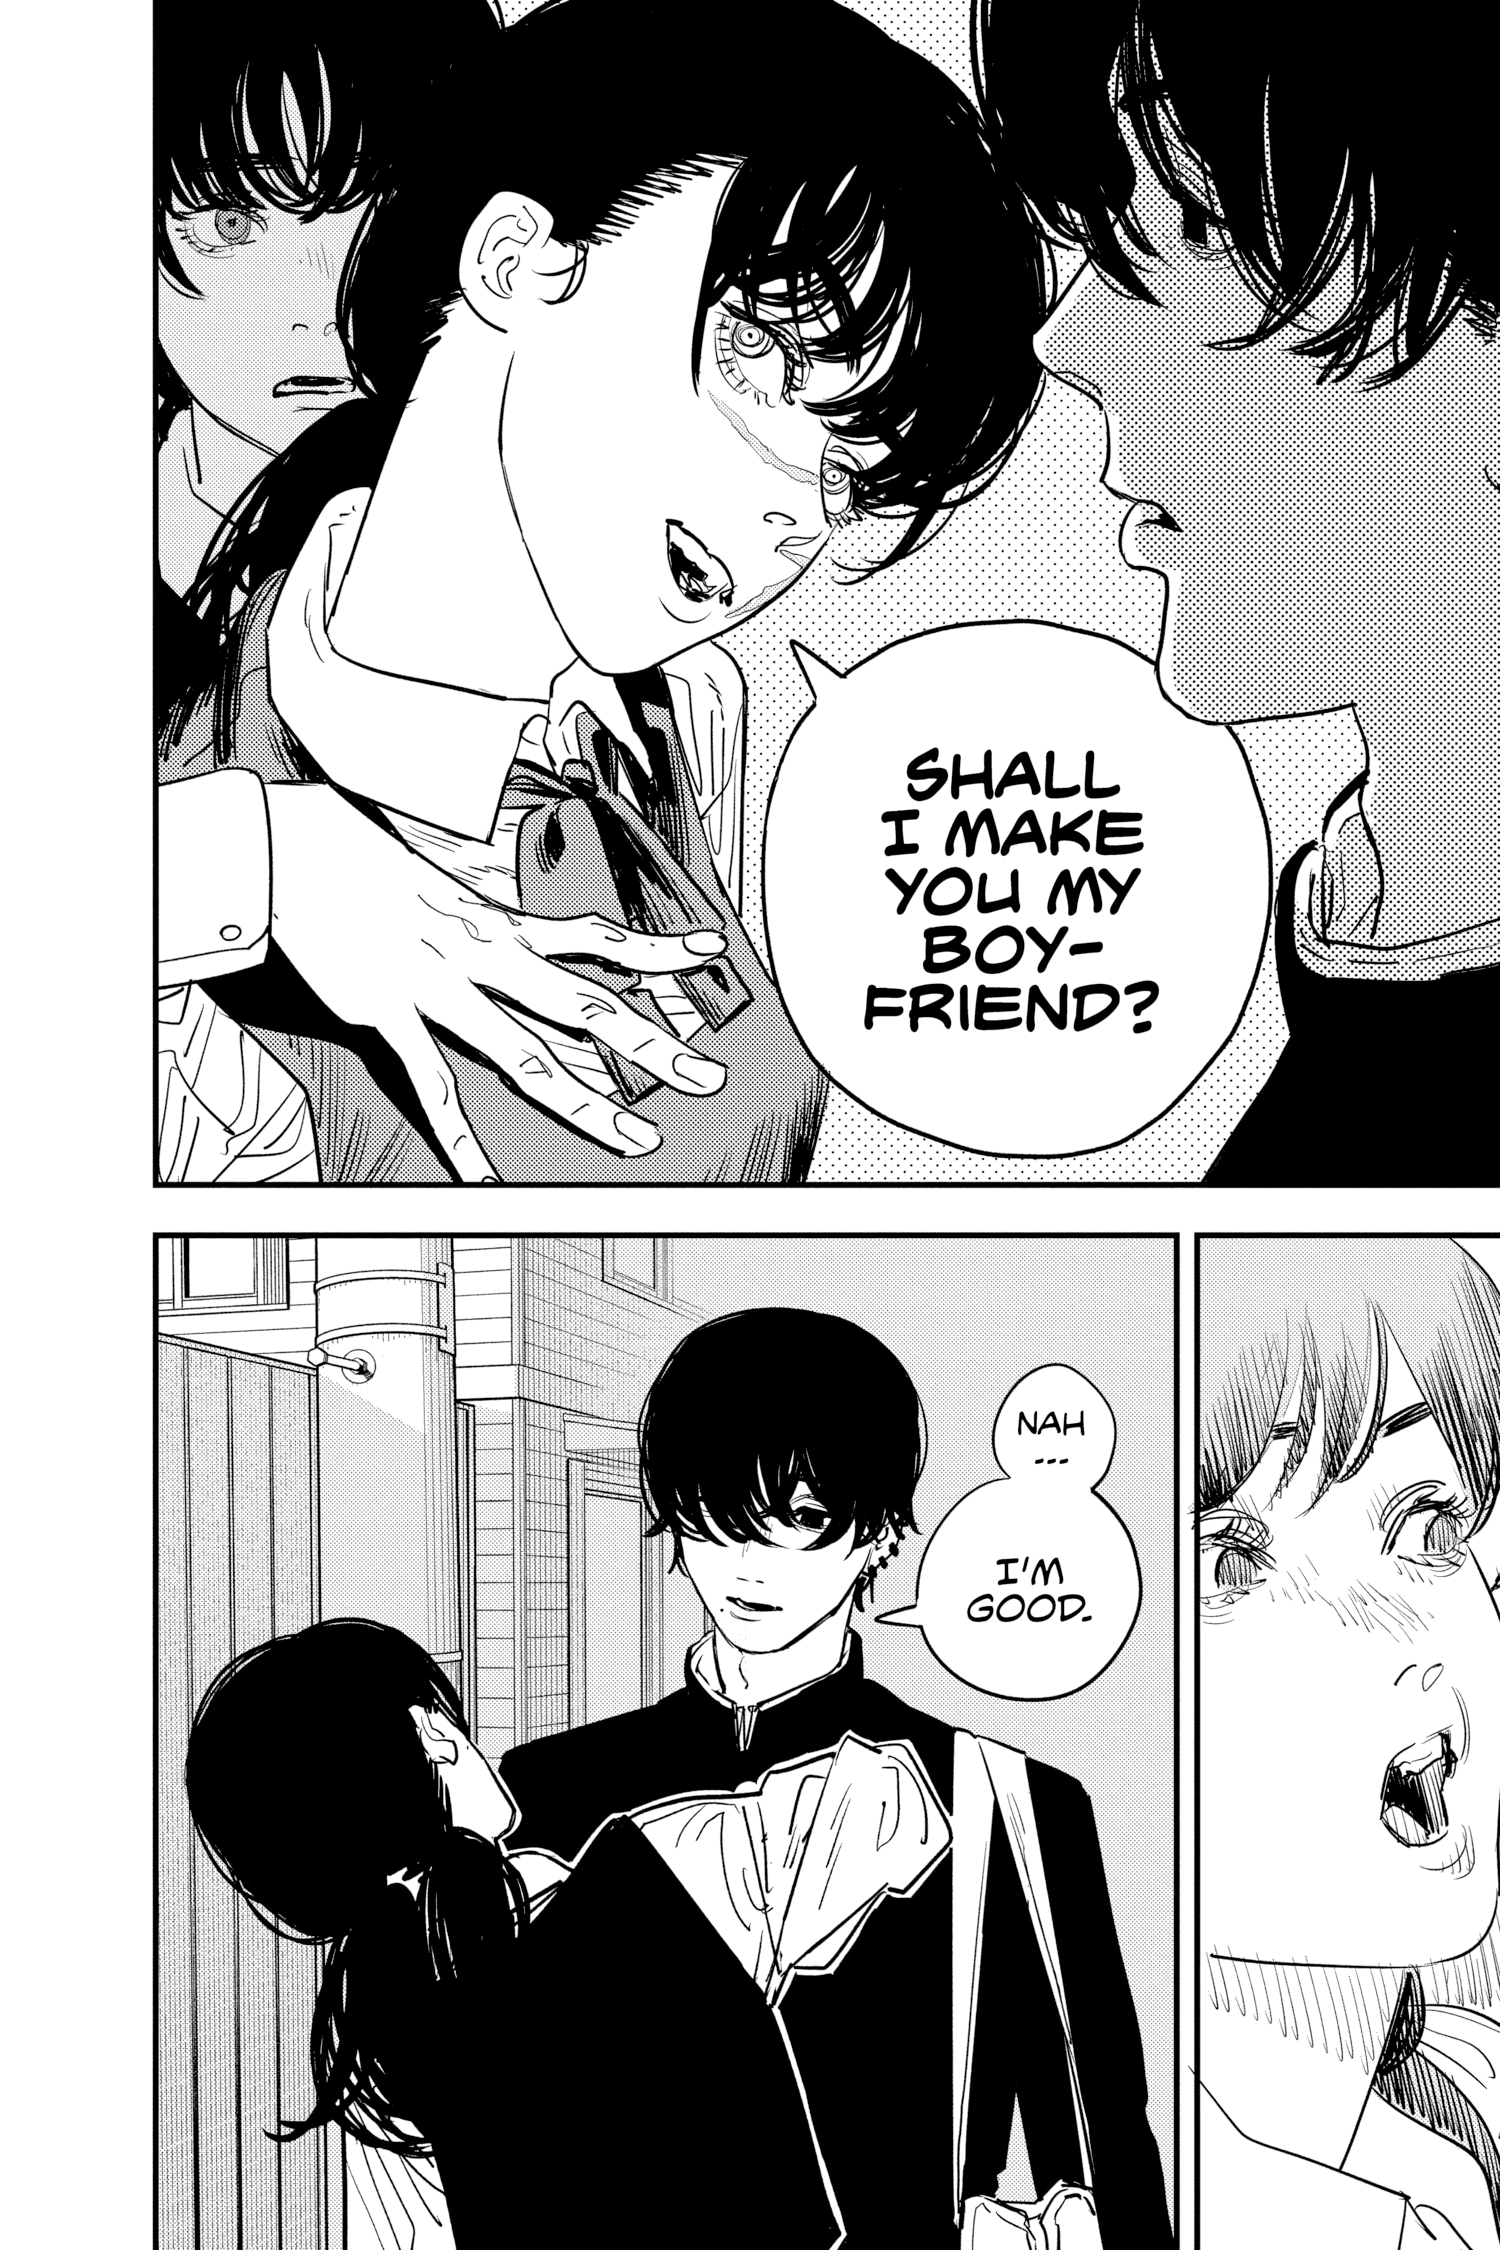 SHALL
I MAKE
YOU MY
BOY-
FRIEND?
NAH
...
I'M
GOOD.